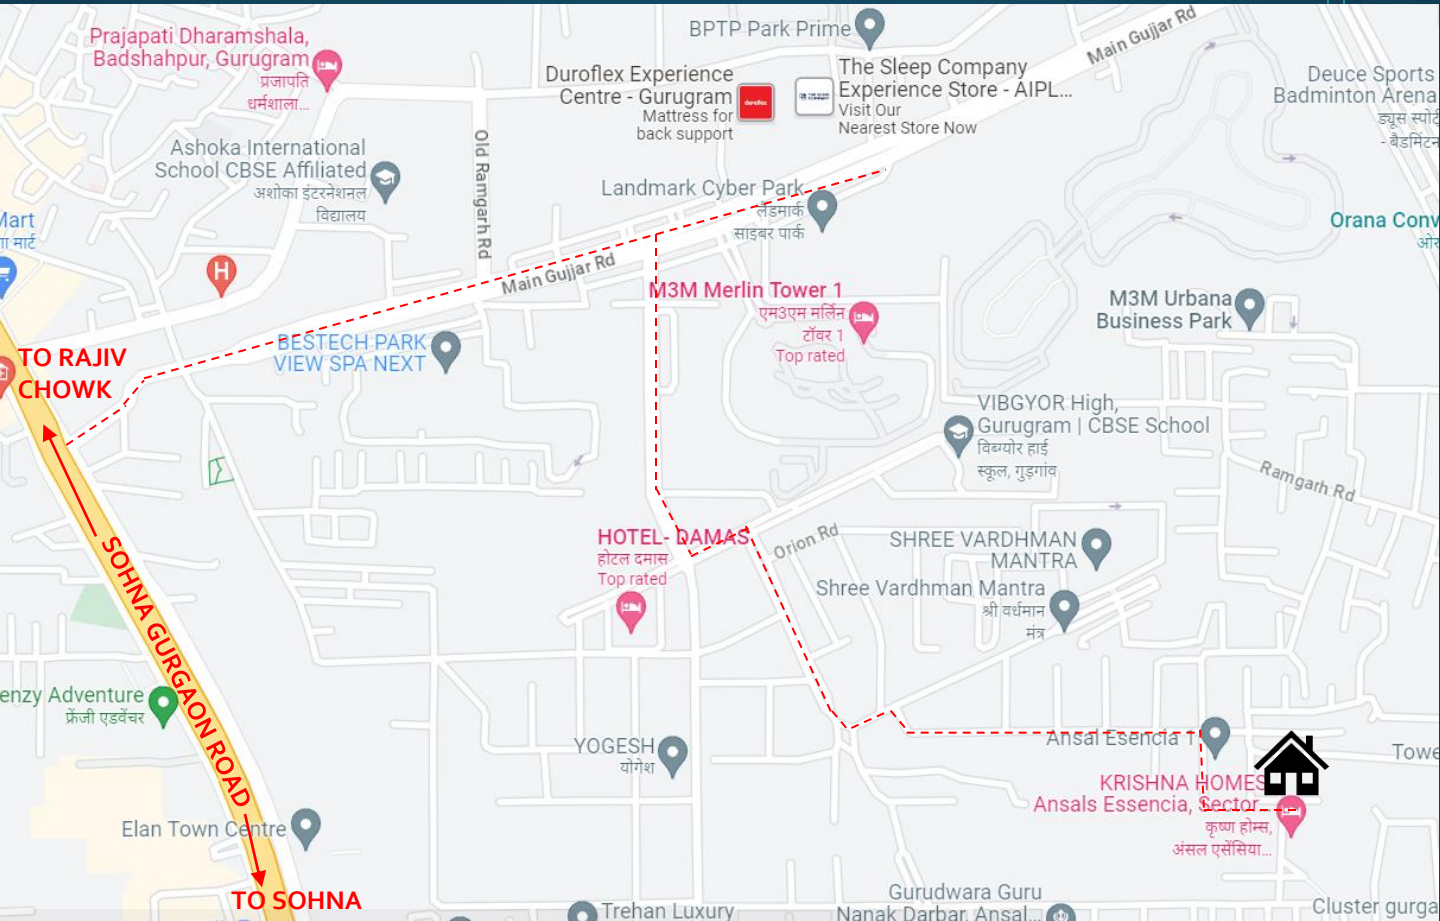 BPTP Park Prime
Main Gujjar Rd
Prajapati Dharamshala,
Badshahpur, Gurugram
प्रजापति
धर्मशाला...
Duroflex Experience
Centre - Gurugram
Mattress for
back support
duroflex
The Sleep Company
Experience Store - AIPL...
Visit Our
Nearest Store Now
Deuce Sports
Badminton Arena
ड्यूस स्पोर्ट
- बैडमिंटन
Ashoka International
School CBSE Affiliated
अशोका इंटरनेशनल
विद्यालय
Old Ramgarh Rd
Landmark Cyber Park
लैंडमार्क
साइबर पार्क
Mart
ा मार्ट
Orana Conv
ओर
H
Main Gujjar Rd
M3M Merlin Tower 1
एम3एम मर्लिन
टॉवर 1
Top rated
M3M Urbana
Business Park
BESTECH PARK
VIEW SPA NEXT
TO RAJIV
CHOWK
VIBGYOR High,
Gurugram | CBSE School
विब्ग्योर हाई
स्कूल, गुड़गांव
Ramgarh Rd
HOTEL- DAMAS
होटल दमास
Top rated
Orion Rd
SHREE VARDHMAN
MANTRA
Shree Vardhman Mantra
श्री वर्धमान
मंत्र
SOHNA GURGAON ROAD
enzy Adventure
फ्रेंजी एडवेंचर
YOGESH
योगेश
Ansal Esencia 1
Towe
KRISHNA HOMES
Ansals Essencia, Sector...
कृष्ण होम्स,
अंसल एसेंसिया...
Elan Town Centre
TO SOHNA
Trehan Luxury
Gurudwara Guru
Nanak Darbar, Ansal...
Cluster gurga